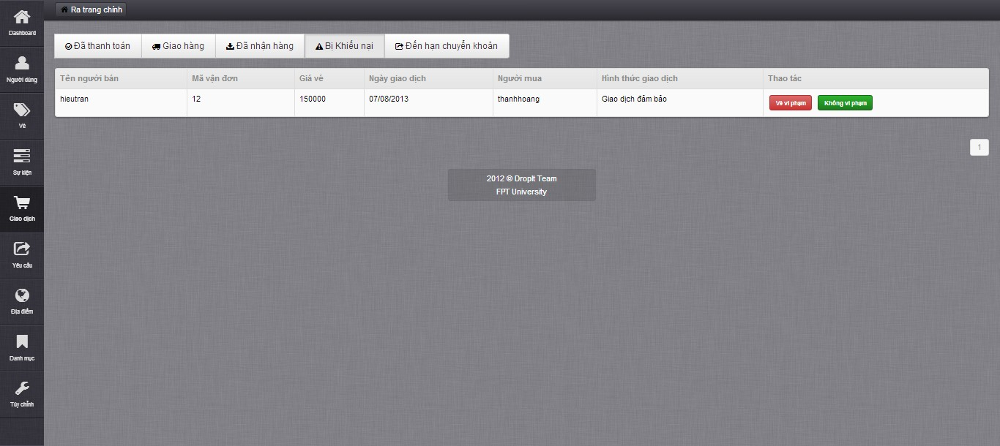 Ra trang chính
Dashboard
Người dùng
Vé
Sự kiện
Giao dịch
Yêu cầu
Địa điểm
Danh mục
Tùy chỉnh
Đã thanh toán Giao hàng Đã nhận hàng Bị Khiếu nại Đến hạn chuyển khoản
Tên người bán Mã vận đơn Giá vé Ngày giao dịch Người mua Hình thức giao dịch Thao tác
hieutran 12 150000 07/08/2013 thanhhoang Giao dịch đảm bảo Vé vi phạm Không vi phạm
1
2012 © DropIt Team
FPT University